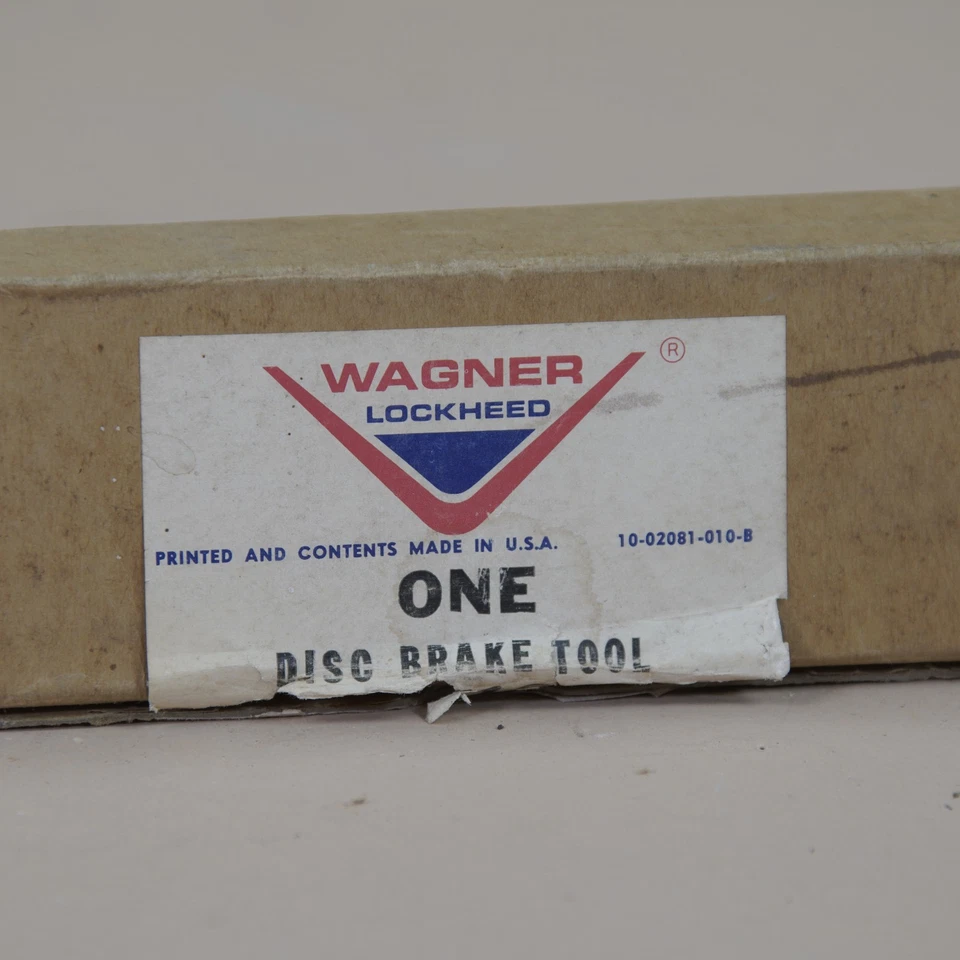 WAGNER ®
LOCKHEED
PRINTED AND CONTENTS MADE IN U.S.A. 10-02081-010-B
ONE
DISC BRAKE TOOL